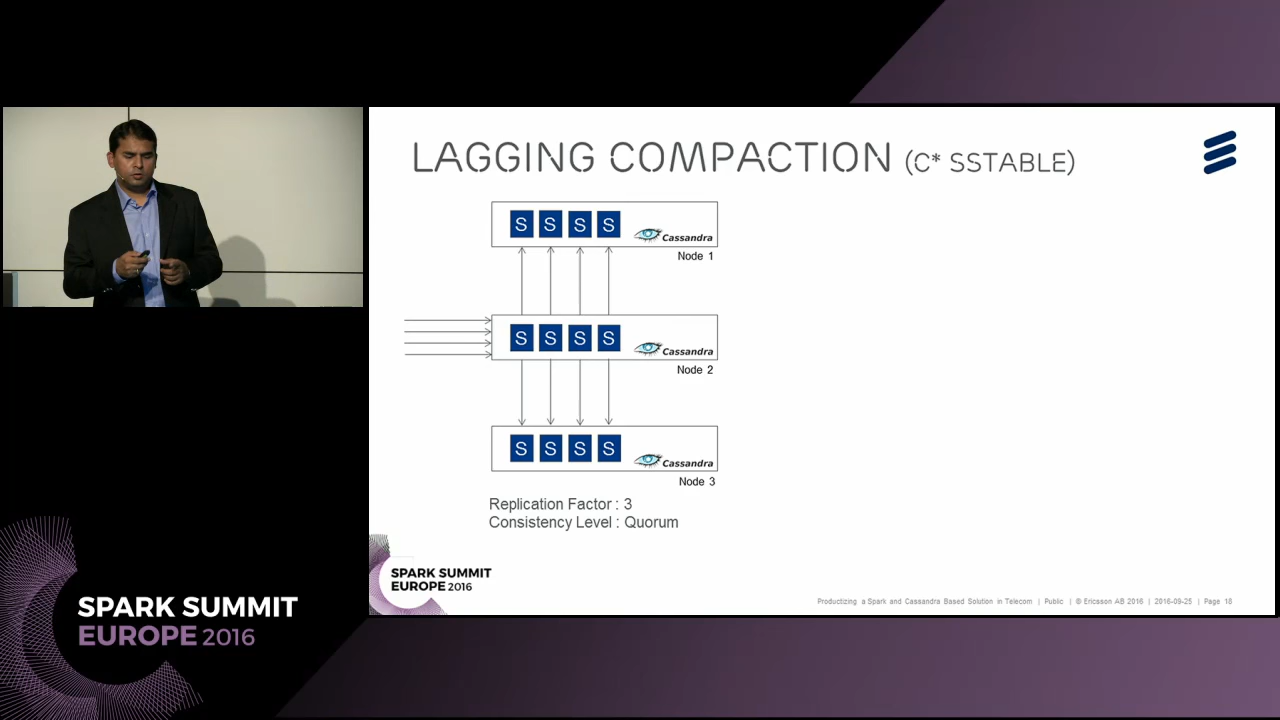 LAGGING COMPACTION (C* SSTABLE)
S S S S Cassandra
Node 1
S S S S Cassandra
Node 2
S S S S Cassandra
Node 3
Replication Factor : 3
Consistency Level : Quorum
SPARK SUMMIT
EUROPE 2016
Productizing a Spark and Cassandra Based Solution in Telecom | Public | © Ericsson AB 2016 | 2016-09-25 | Page 18
SPARK SUMMIT
EUROPE 2016